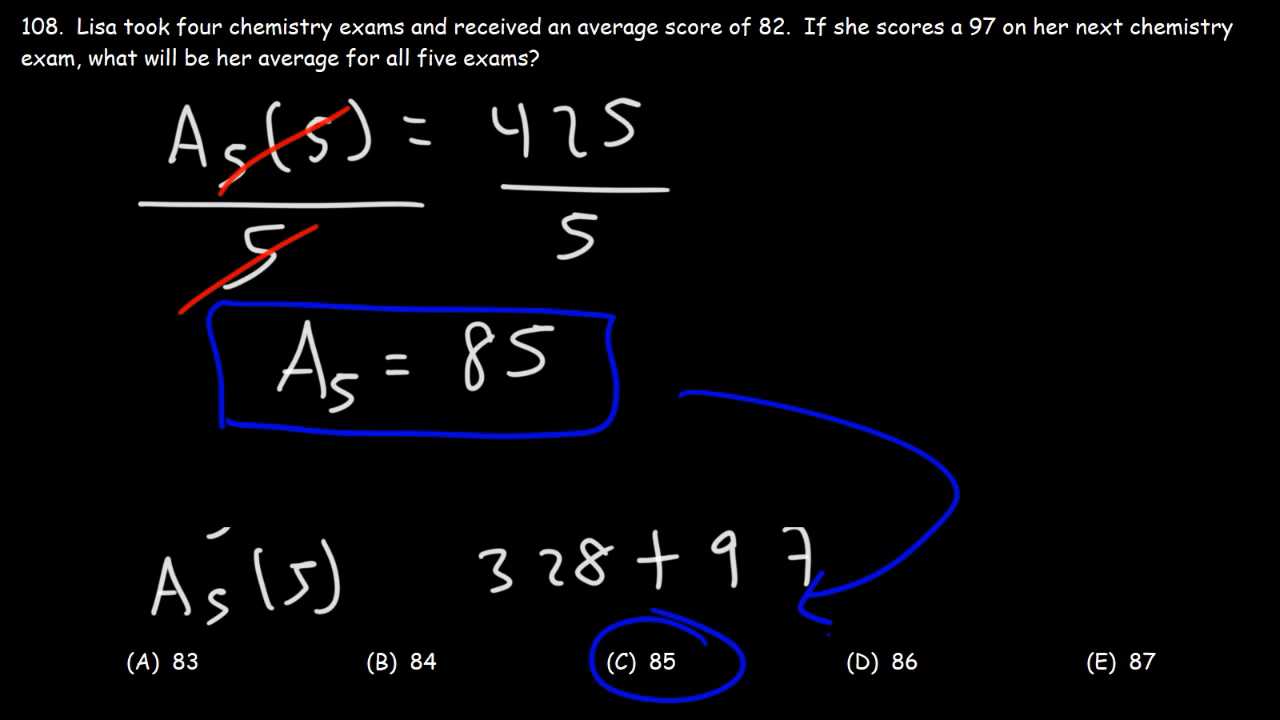 108. Lisa took four chemistry exams and received an average score of 82. If she scores a 97 on her next chemistry
exam, what will be her average for all five exams?
A5(5) = 425
5 5
A5 = 85
A5(5) 328 + 97
(A) 83 (B) 84 (C) 85 (D) 86 (E) 87